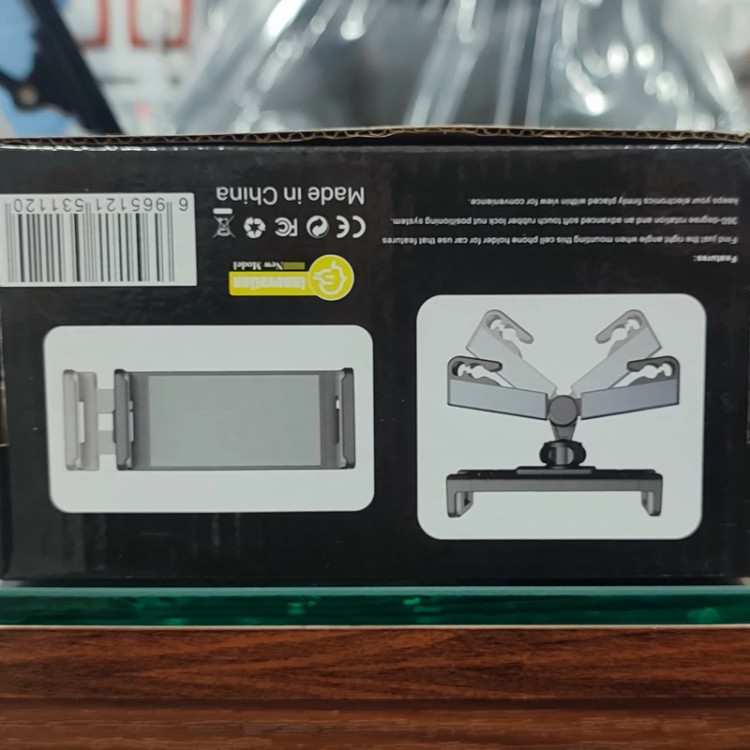 Features:
Find just the right angle when mounting this cell phone holder for car for use that features
360-degree rotation and an advanced soft touch rubber lock nut positioning system.
keeps your electronics firmly placed within view for convenience.
Innovation
New Model
CE FC
Made in China
6 965121 531120